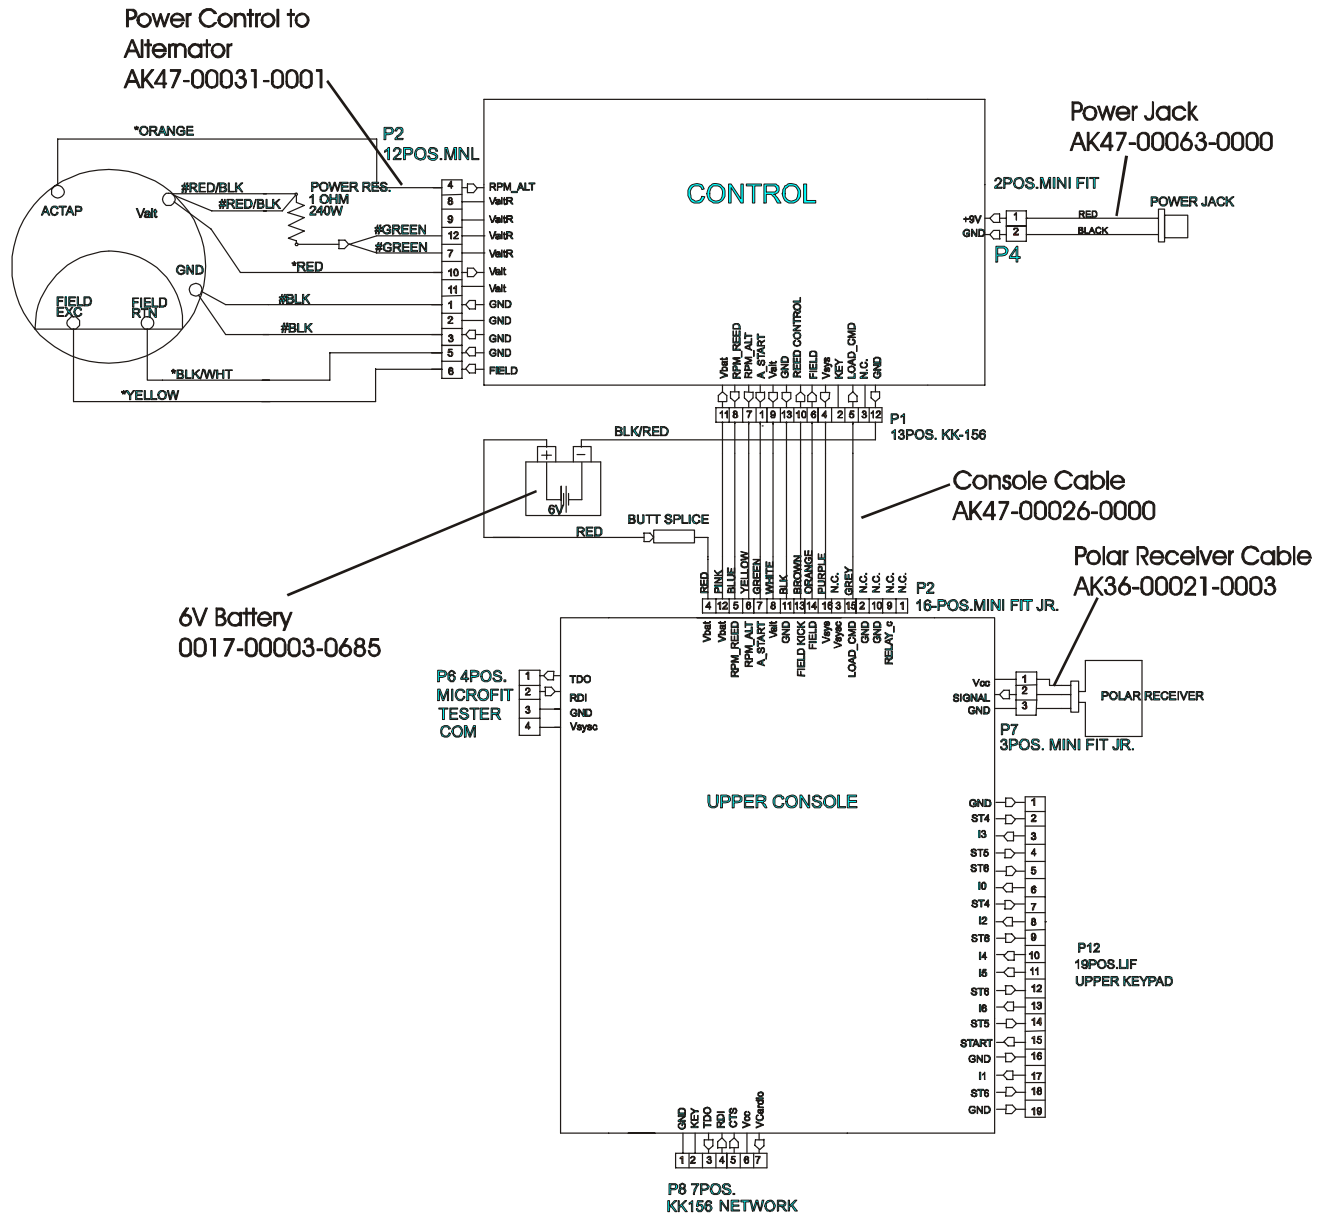 Power Control to
Alternator
AK47-00031-0001
*ORANGE
P2
12POS.MNL
CONTROL
Power Jack
AK47-00063-0000
2POS.MINI FIT
POWER JACK
+9V 1 RED
GND 2 BLACK
P4
ACTAP
Valt
#RED/BLK
#RED/BLK
POWER RES.
1 OHM
240W
#GREEN
#GREEN
*RED
GND
#BLK
#BLK
FIELD
EXC
FIELD
RTN
*BLK/WHT
*YELLOW
4 RPM_ALT
8 ValtR
9 ValtR
12 ValtR
7 ValtR
10 Valt
11 Valt
1 GND
2 GND
3 GND
5 GND
6 FIELD
Vbat
RPM_REED
RPM_ALT
A_START
Valt
GND
REED CONTROL
FIELD
Vsys
KEY
LOAD_CMD
N.C.
GND
11 8 7 1 9 13 10 6 4 2 5 3 12
P1
13POS. KK-156
BLK/RED
+ −
6V
RED
BUTT SPLICE
Console Cable
AK47-00026-0000
6V Battery
0017-00003-0685
Polar Receiver Cable
AK36-00021-0003
RED
PINK
BLUE
YELLOW
GREEN
WHITE
BLK
BROWN
ORANGE
PURPLE
N.C.
GREY
N.C.
N.C.
N.C.
N.C.
4 12 5 6 7 8 11 13 14 16 3 15 2 10 9 1
P2
16-POS.MINI FIT JR.
Vbat
Vbat
RPM_REED
RPM_ALT
A_START
Valt
GND
FIELD KICK
FIELD
Vsys
Vsysc
LOAD_CMD
GND
GND
RELAY_c
P6 4POS.
MICROFIT
TESTER
COM
1 TDO
2 RDI
3 GND
4 Vsysc
Vcc 1
SIGNAL 2
GND 3
POLAR RECEIVER
P7
3POS. MINI FIT JR.
UPPER CONSOLE
GND 1
ST4 2
I3 3
ST5 4
ST6 5
I0 6
ST4 7
I2 8
ST6 9
I4 10
I5 11
ST6 12
I6 13
ST5 14
START 15
GND 16
I1 17
ST6 18
GND 19
P12
19POS.LIF
UPPER KEYPAD
GND
KEY
TDO
RDI
CTS
Vcc
VCardio
1 2 3 4 5 6 7
P8 7POS.
KK156 NETWORK